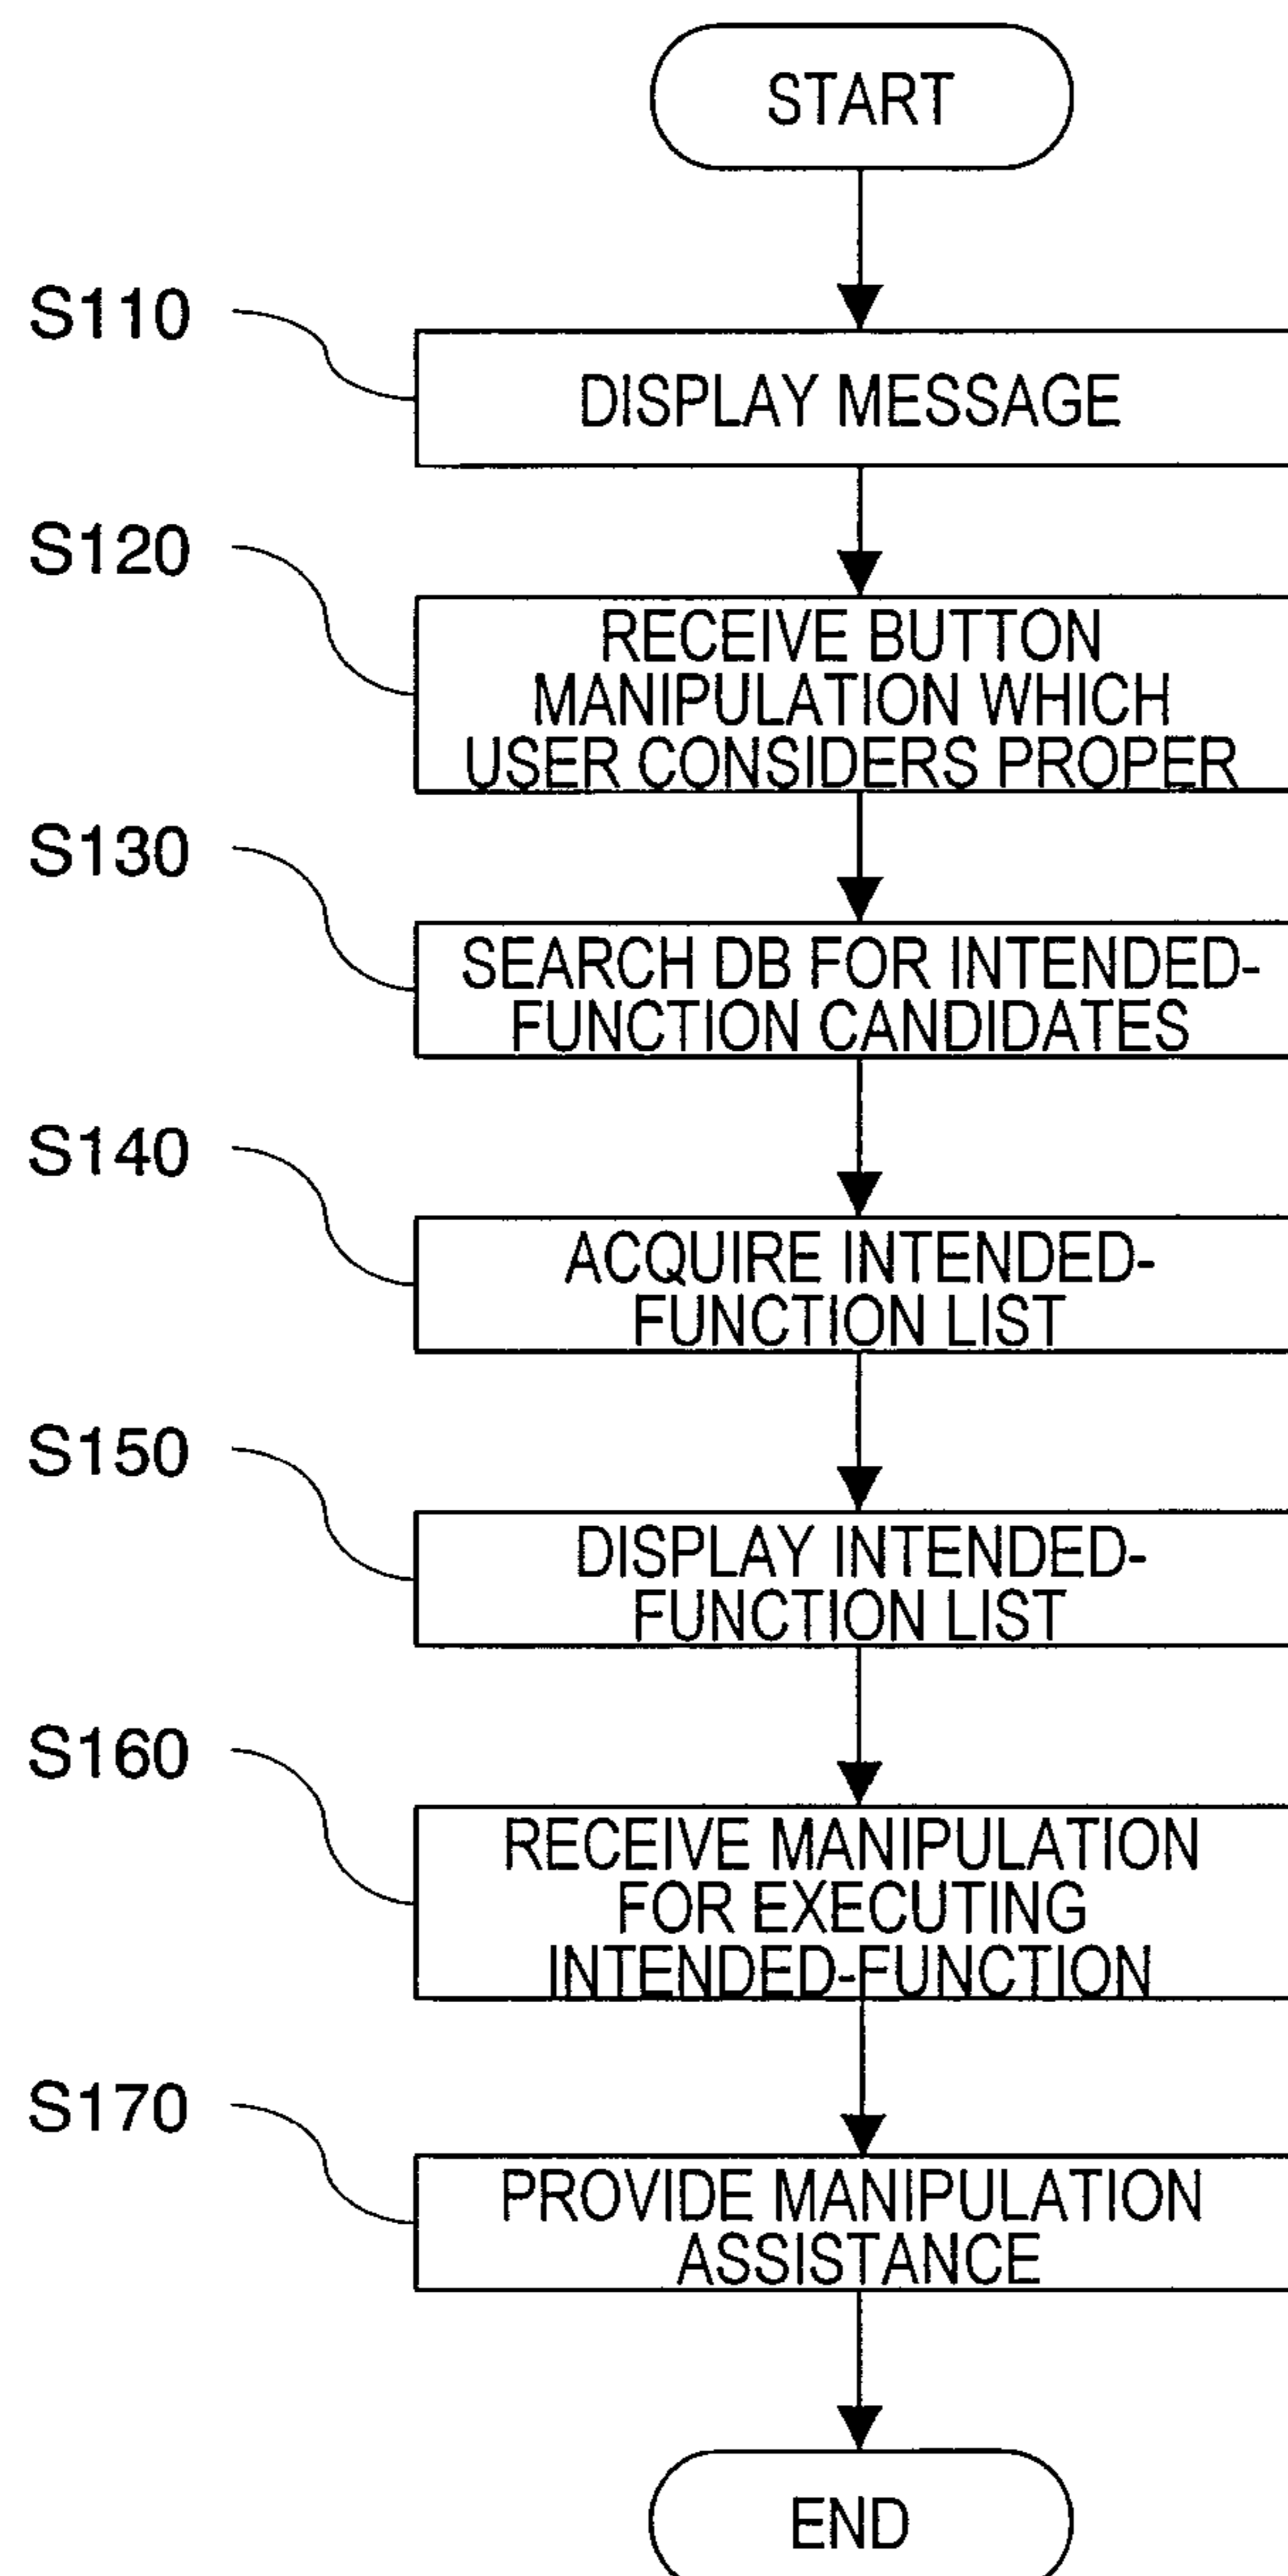 START
S110
DISPLAY MESSAGE
S120
RECEIVE BUTTON
MANIPULATION WHICH
USER CONSIDERS PROPER
S130
SEARCH DB FOR INTENDED-
FUNCTION CANDIDATES
S140
ACQUIRE INTENDED-
FUNCTION LIST
S150
DISPLAY INTENDED-
FUNCTION LIST
S160
RECEIVE MANIPULATION
FOR EXECUTING
INTENDED-FUNCTION
S170
PROVIDE MANIPULATION
ASSISTANCE
END